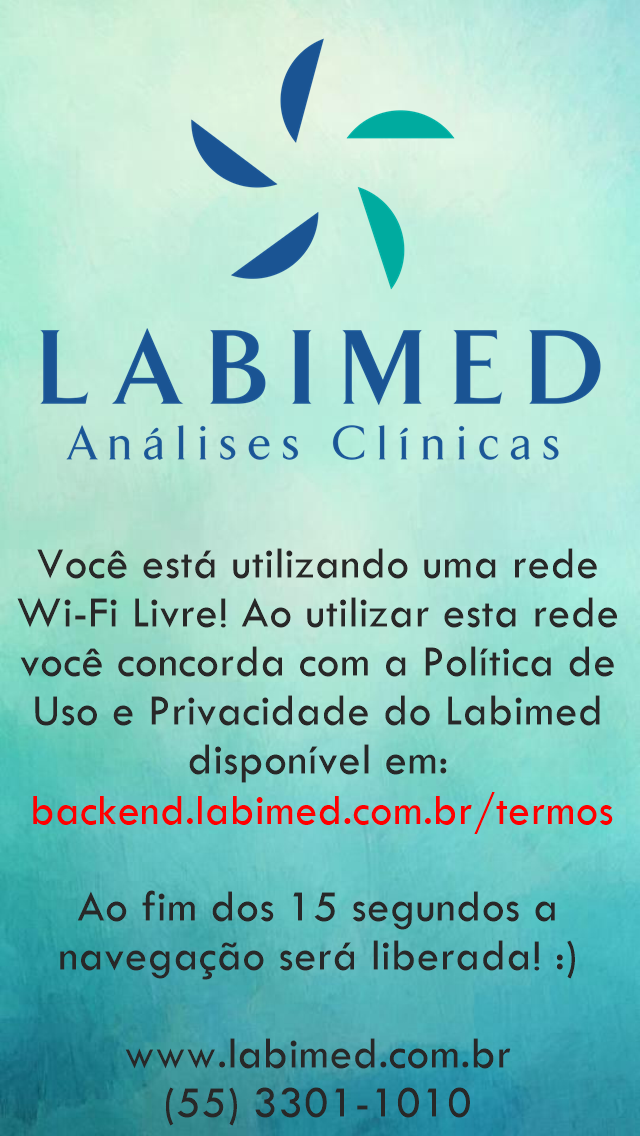 LABIMED
Análises Clínicas
Você está utilizando uma rede
Wi-Fi Livre! Ao utilizar esta rede
você concorda com a Política de
Uso e Privacidade do Labimed
disponível em:
backend.labimed.com.br/termos
Ao fim dos 15 segundos a
navegação será liberada! :)
www.labimed.com.br
(55) 3301-1010